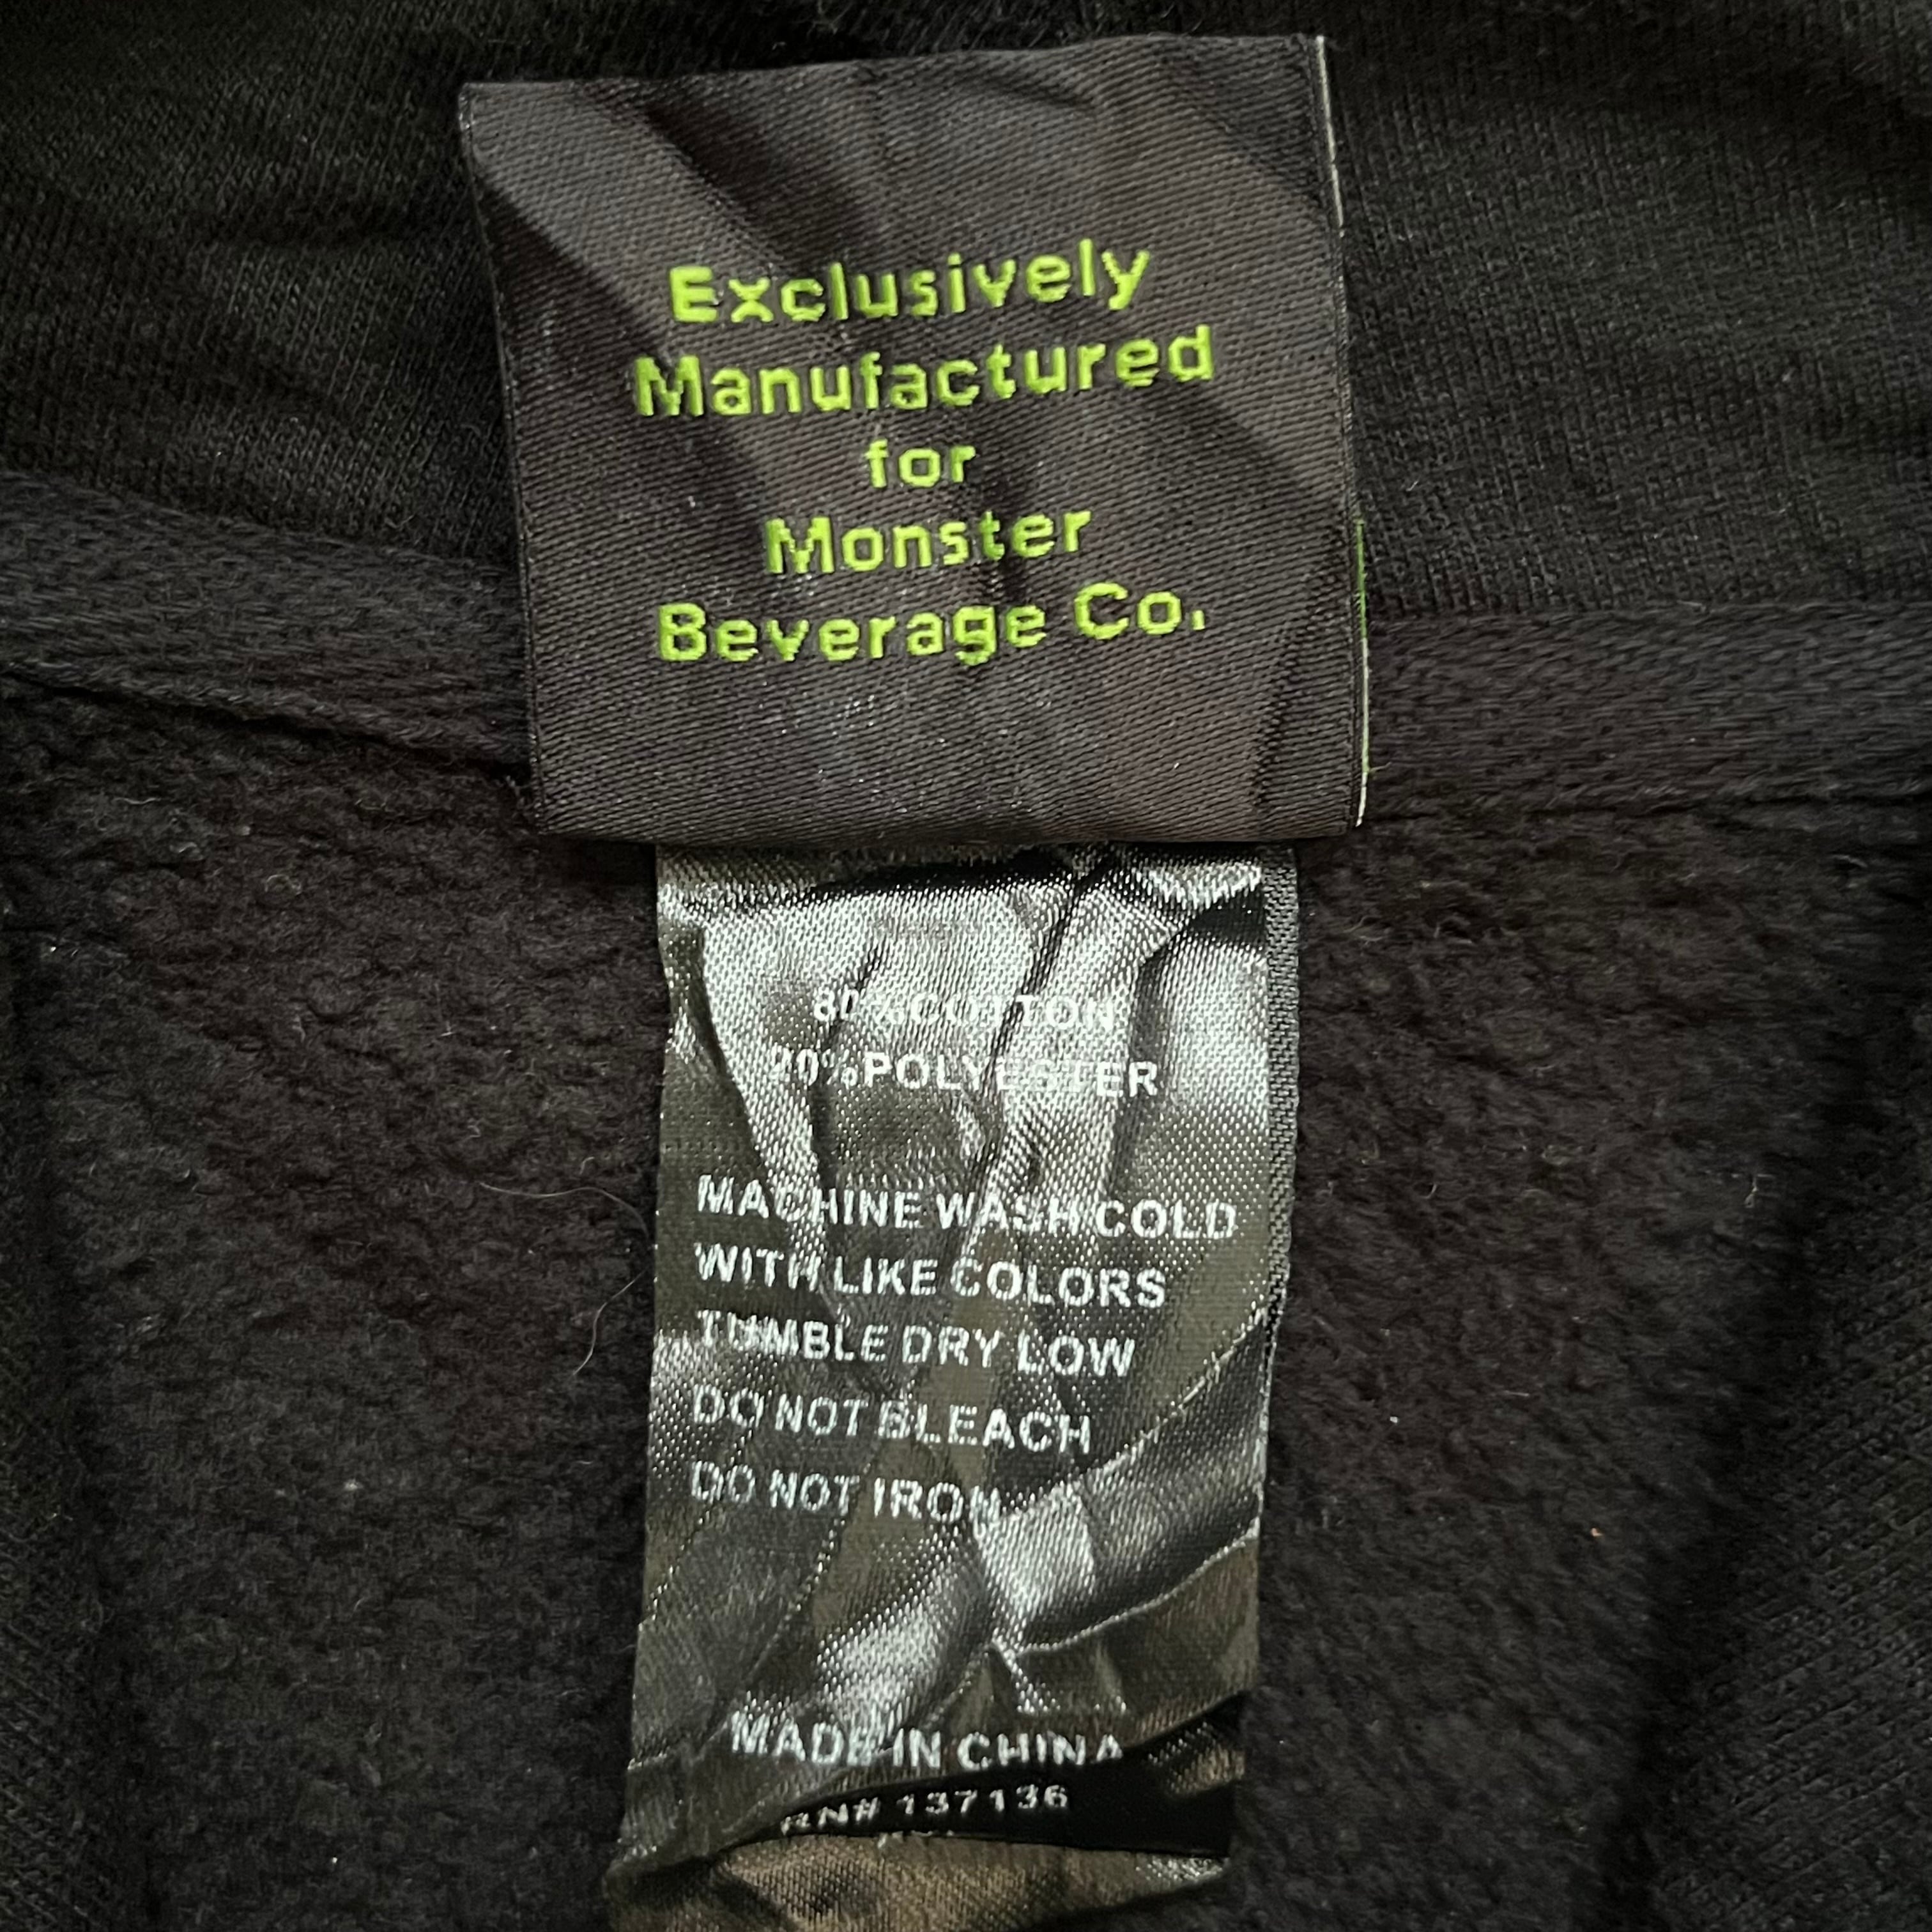 Exclusively
Manufactured
for
Monster
Beverage Co.
80%COTTON
20%POLYESTER
MACHINE WASH COLD
WITH LIKE COLORS
TUMBLE DRY LOW
DO NOT BLEACH
DO NOT IRON
MADE IN CHINA
RN# 137136